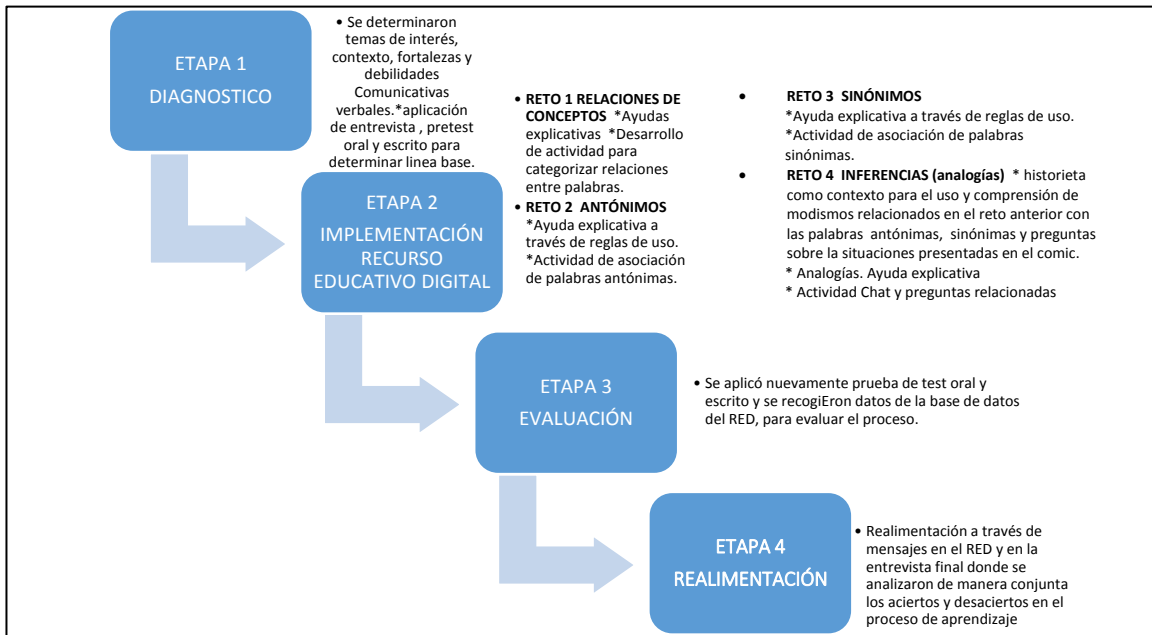 ETAPA 1
DIAGNOSTICO
• Se determinaron
temas de interés,
contexto, fortalezas y
debilidades
Comunicativas
verbales.*aplicación
de entrevista , pretest
oral y escrito para
determinar linea base.
ETAPA 2
IMPLEMENTACIÓN
RECURSO
EDUCATIVO DIGITAL
• RETO 1 RELACIONES DE
CONCEPTOS *Ayudas
explicativas *Desarrollo
de actividad para
categorizar relaciones
entre palabras.
• RETO 2 ANTÓNIMOS
*Ayuda explicativa a
través de reglas de uso.
*Actividad de asociación
de palabras antónimas.
• RETO 3 SINÓNIMOS
*Ayuda explicativa a través de reglas de uso.
*Actividad de asociación de palabras
sinónimas.
• RETO 4 INFERENCIAS (analogías) * historieta
como contexto para el uso y comprensión de
modismos relacionados en el reto anterior con
las palabras antónimas, sinónimas y preguntas
sobre la situaciones presentadas en el comic.
* Analogías. Ayuda explicativa
* Actividad Chat y preguntas relacionadas
ETAPA 3
EVALUACIÓN
• Se aplicó nuevamente prueba de test oral y
escrito y se recogiEron datos de la base de datos
del RED, para evaluar el proceso.
ETAPA 4
REALIMENTACIÓN
• Realimentación a través de
mensajes en el RED y en la
entrevista final donde se
analizaron de manera conjunta
los aciertos y desaciertos en el
proceso de aprendizaje